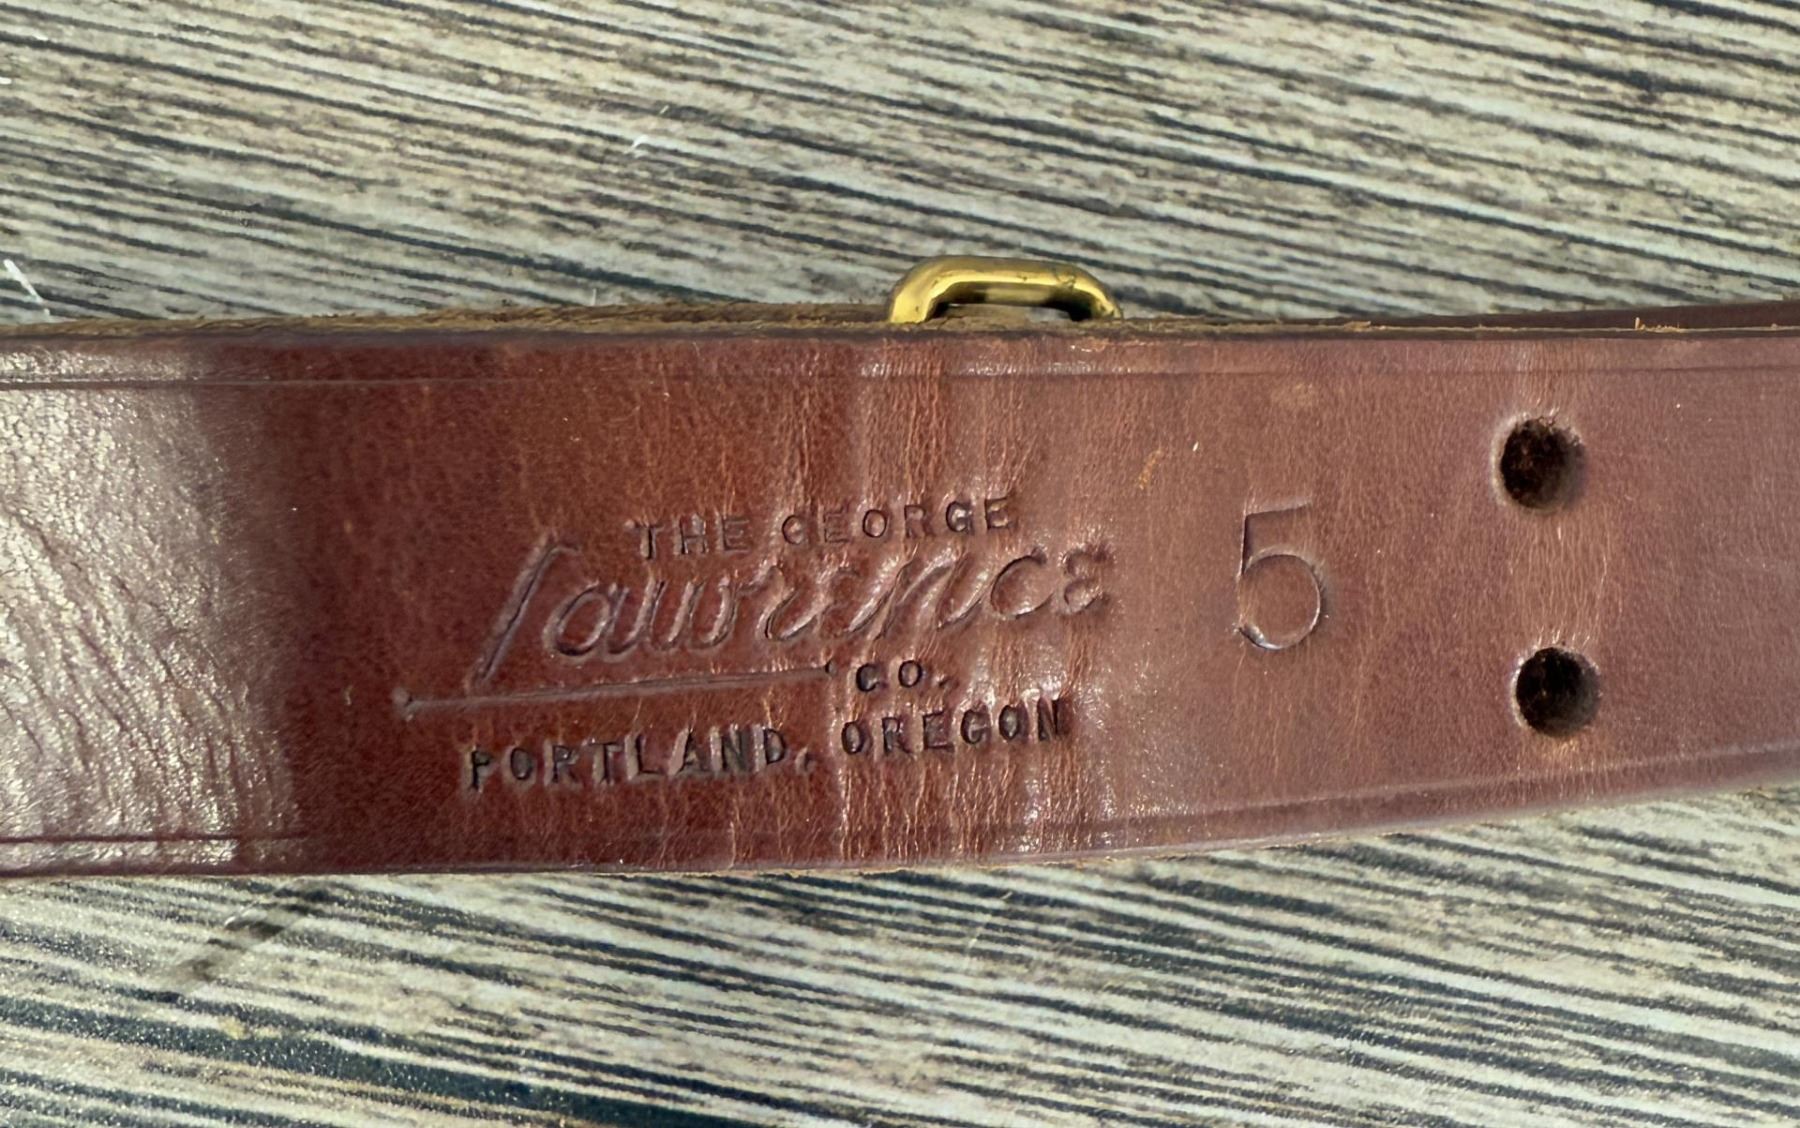 THE GEORGE
Lawrence
CO.
PORTLAND, OREGON
5